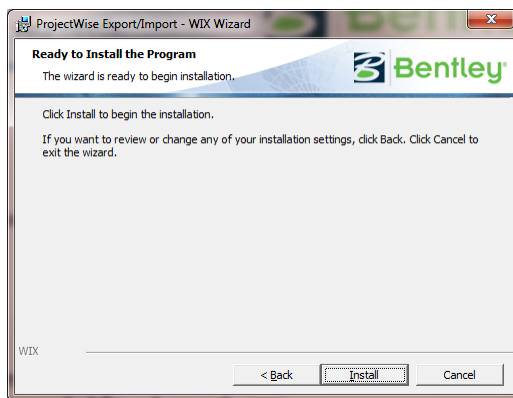 ProjectWise Export/Import - WIX Wizard
Ready to Install the Program
The wizard is ready to begin installation.
Bentley
Click Install to begin the installation.
If you want to review or change any of your installation settings, click Back. Click Cancel to
exit the wizard.
WIX
< Back Install Cancel